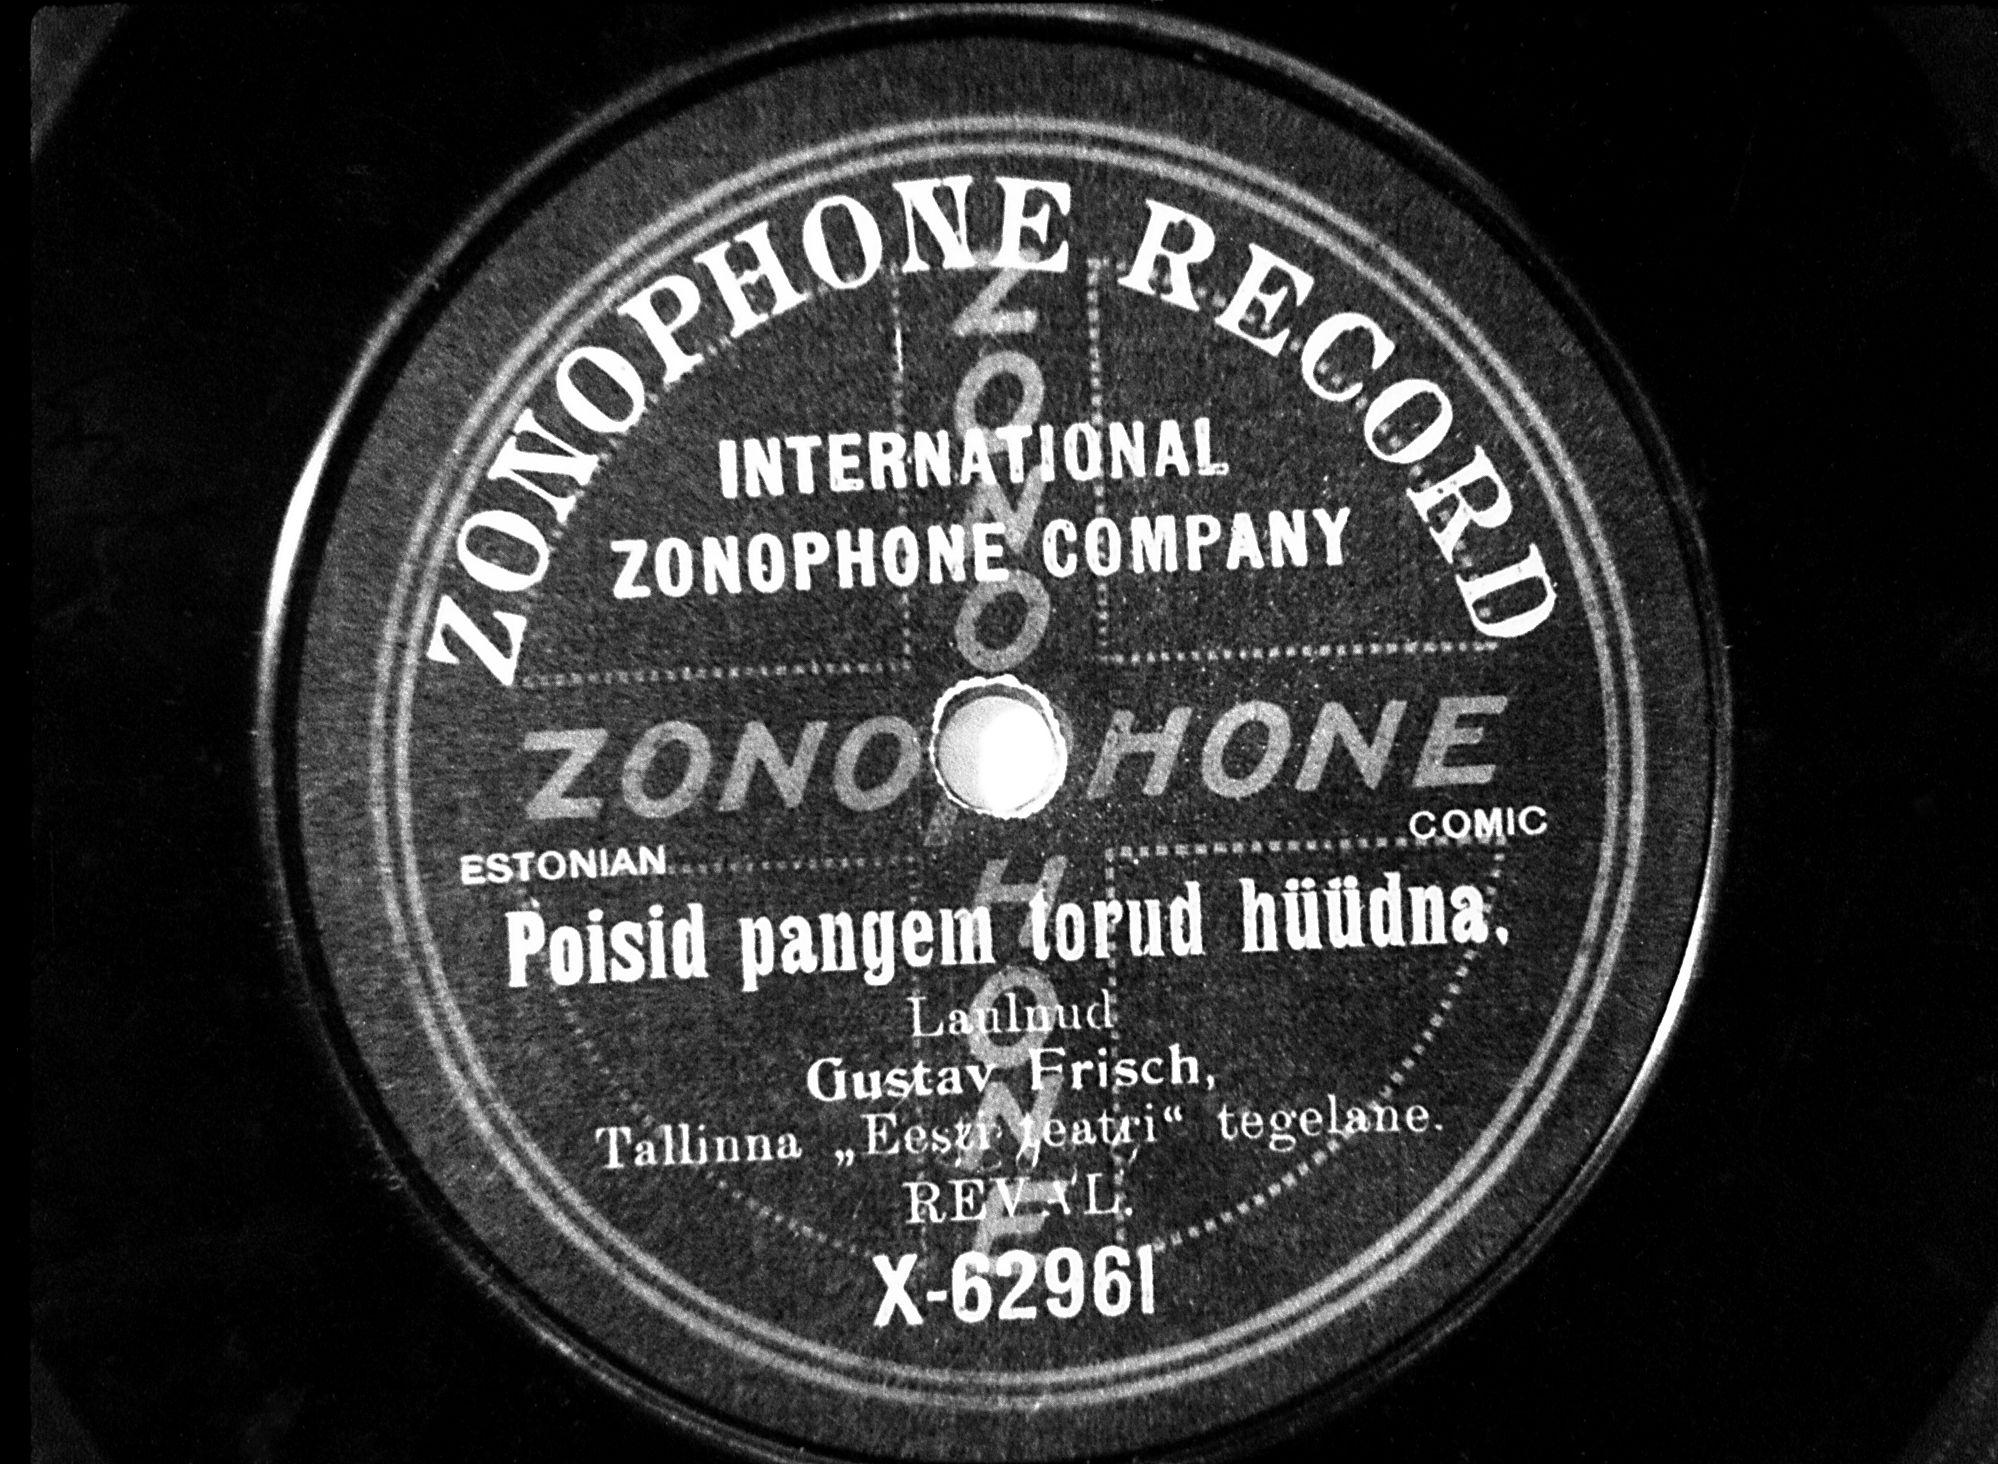 ZONOPHONE RECORD
INTERNATIONAL
ZONOPHONE COMPANY
ZONOPHONE
ZONOPHONE
ESTONIAN
COMIC
Poisid pangem torud hüüdna.
Laulnud
Gustav Frisch,
Tallinna „Eesti teatri“ tegelane.
REVAL.
X-62961